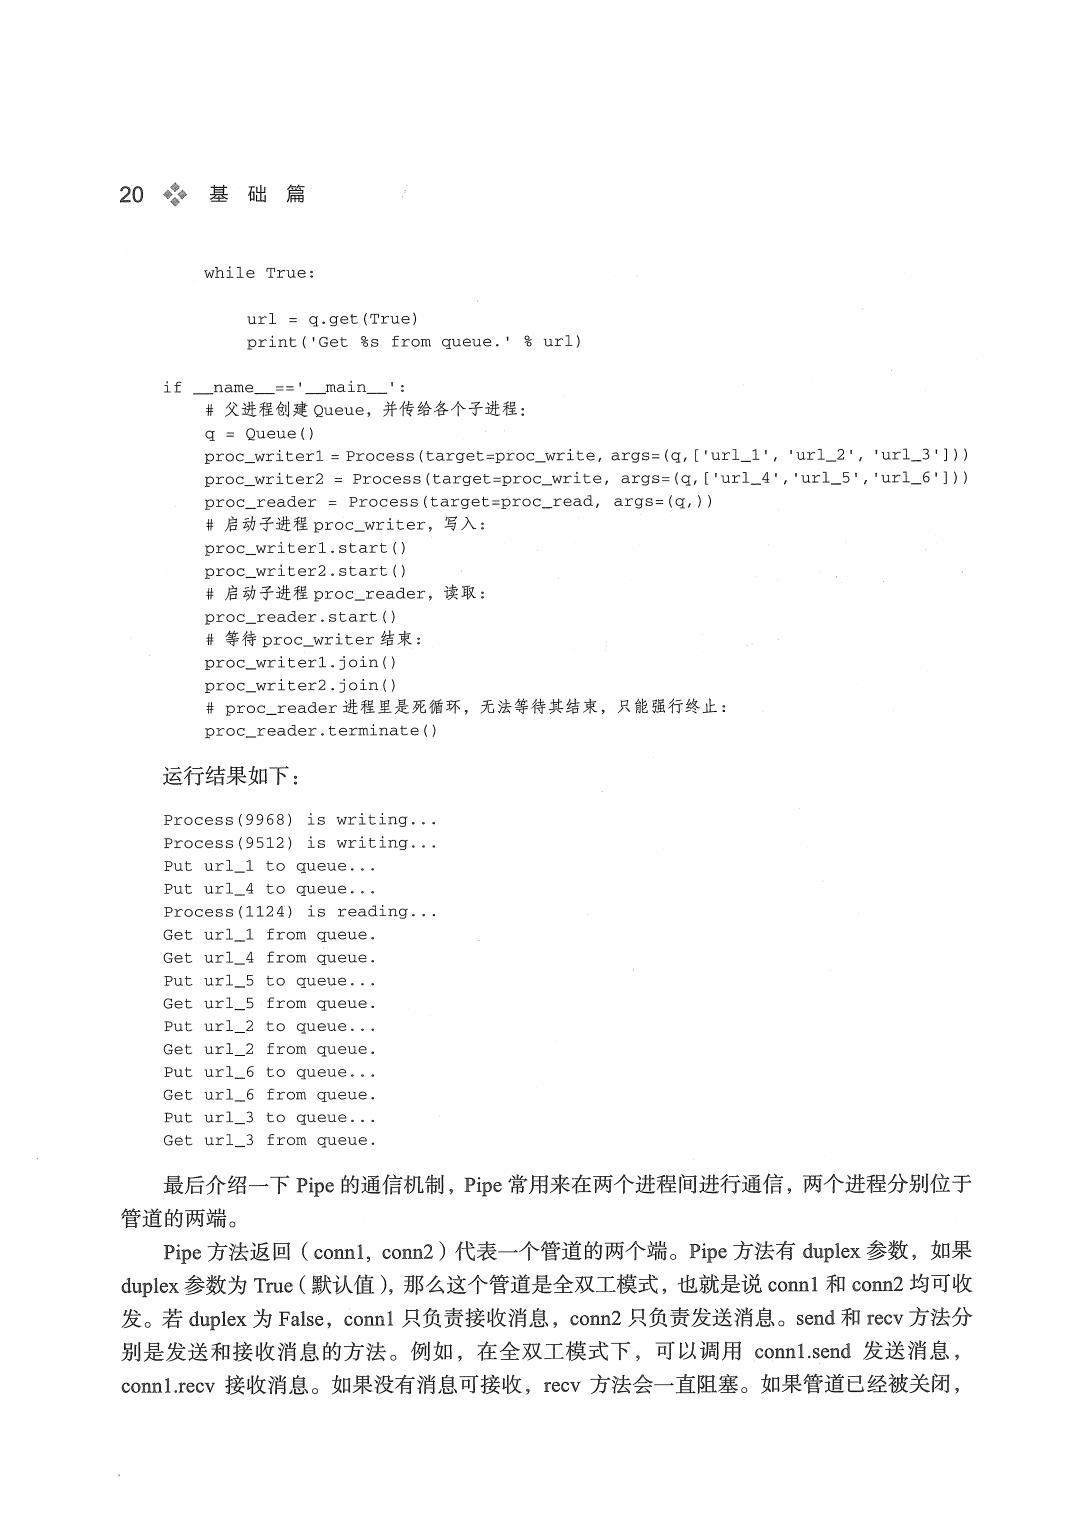 20 基 础 篇
while True:
url = q.get(True)
print('Get %s from queue.' % url)
if __name__=='__main__':
# 父进程创建 Queue，并传给各个子进程：
q = Queue()
proc_writer1 = Process(target=proc_write, args=(q,['url_1', 'url_2', 'url_3']))
proc_writer2 = Process(target=proc_write, args=(q,['url_4','url_5','url_6']))
proc_reader = Process(target=proc_read, args=(q,))
# 启动子进程 proc_writer，写入：
proc_writer1.start()
proc_writer2.start()
# 启动子进程 proc_reader，读取：
proc_reader.start()
# 等待 proc_writer 结束：
proc_writer1.join()
proc_writer2.join()
# proc_reader 进程里是死循环，无法等待其结束，只能强行终止：
proc_reader.terminate()
运行结果如下：
Process(9968) is writing...
Process(9512) is writing...
Put url_1 to queue...
Put url_4 to queue...
Process(1124) is reading...
Get url_1 from queue.
Get url_4 from queue.
Put url_5 to queue...
Get url_5 from queue.
Put url_2 to queue...
Get url_2 from queue.
Put url_6 to queue...
Get url_6 from queue.
Put url_3 to queue...
Get url_3 from queue.
最后介绍一下 Pipe 的通信机制，Pipe 常用来在两个进程间进行通信，两个进程分别位于
管道的两端。
Pipe 方法返回（conn1, conn2）代表一个管道的两个端。Pipe 方法有 duplex 参数，如果
duplex 参数为 True（默认值），那么这个管道是全双工模式，也就是说 conn1 和 conn2 均可收
发。若 duplex 为 False，conn1 只负责接收消息，conn2 只负责发送消息。send 和 recv 方法分
别是发送和接收消息的方法。例如，在全双工模式下，可以调用 conn1.send 发送消息，
conn1.recv 接收消息。如果没有消息可接收，recv 方法会一直阻塞。如果管道已经被关闭，